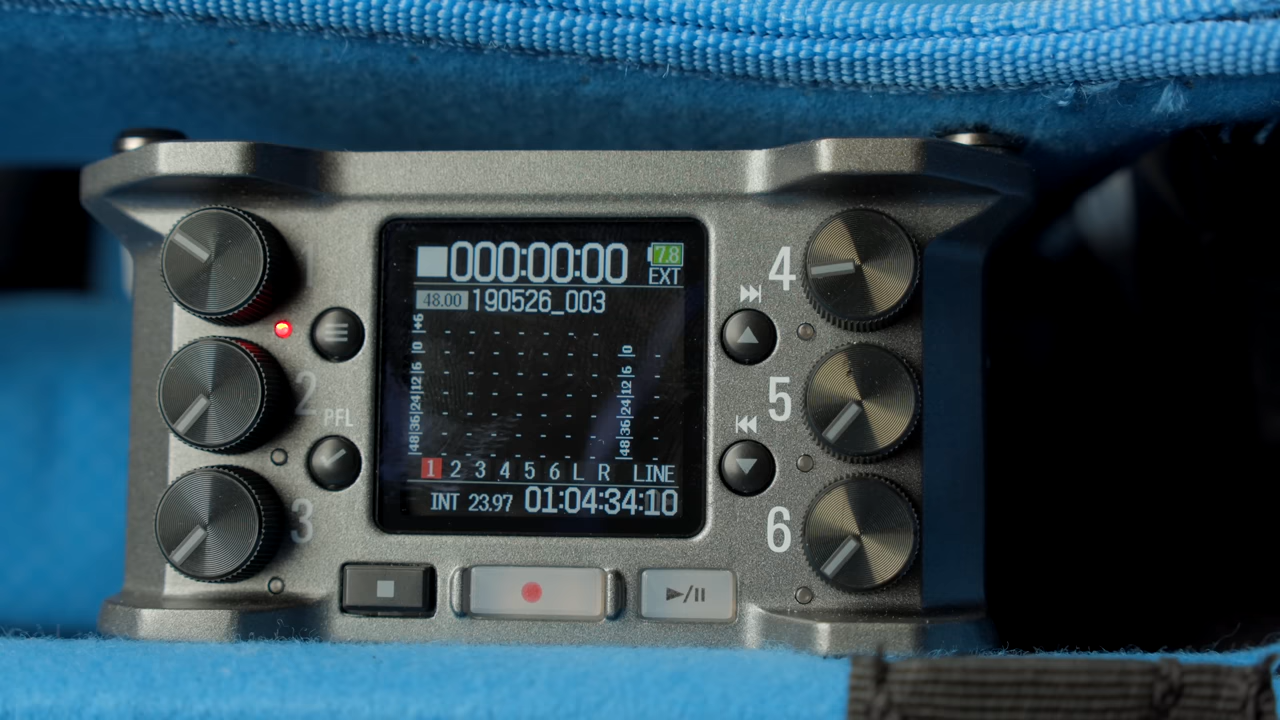 000:00:00 7.8
EXT
48.00 190526_003
+6
0
48|36|24|12|6|0
48|36|24|12|6|0
1 2 3 4 5 6 L R LINE
INT 23.97 01:04:34:10
2
PFL
3
4
5
6